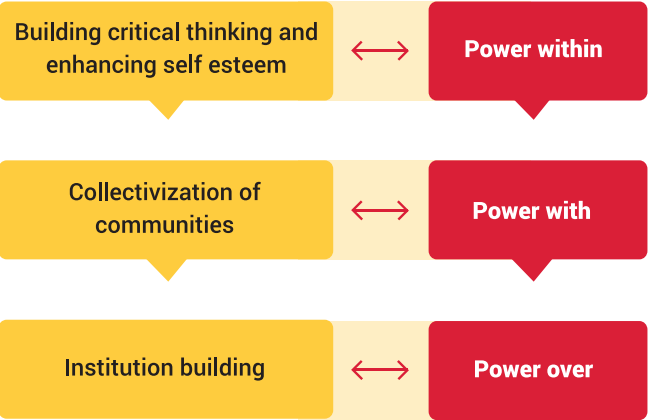 Building critical thinking and
enhancing self esteem
Power within
Collectivization of
communities
Power with
Institution building
Power over